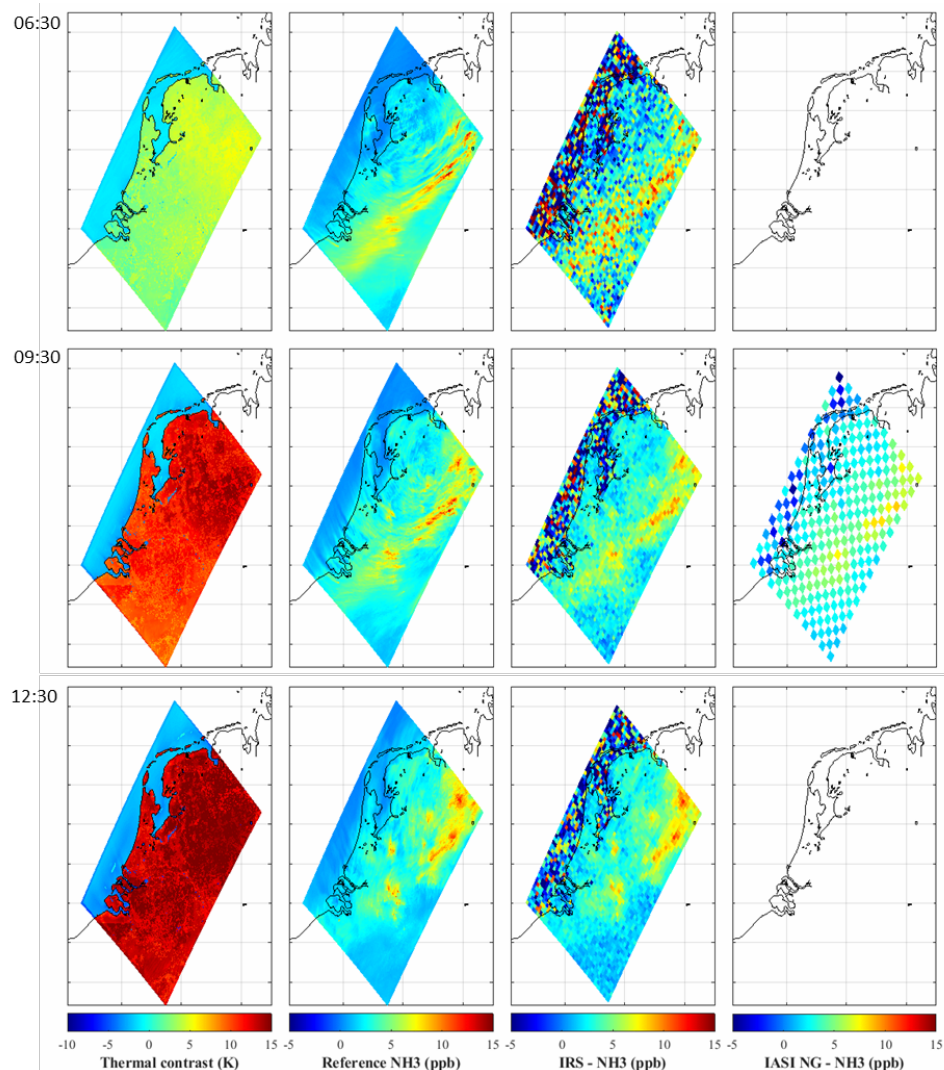 06:30
09:30
12:30
-10 -5 0 5 10 15
Thermal contrast (K)
-5 0 5 10 15
Reference NH3 (ppb)
-5 0 5 10 15
IRS - NH3 (ppb)
-5 0 5 10 15
IASI NG - NH3 (ppb)